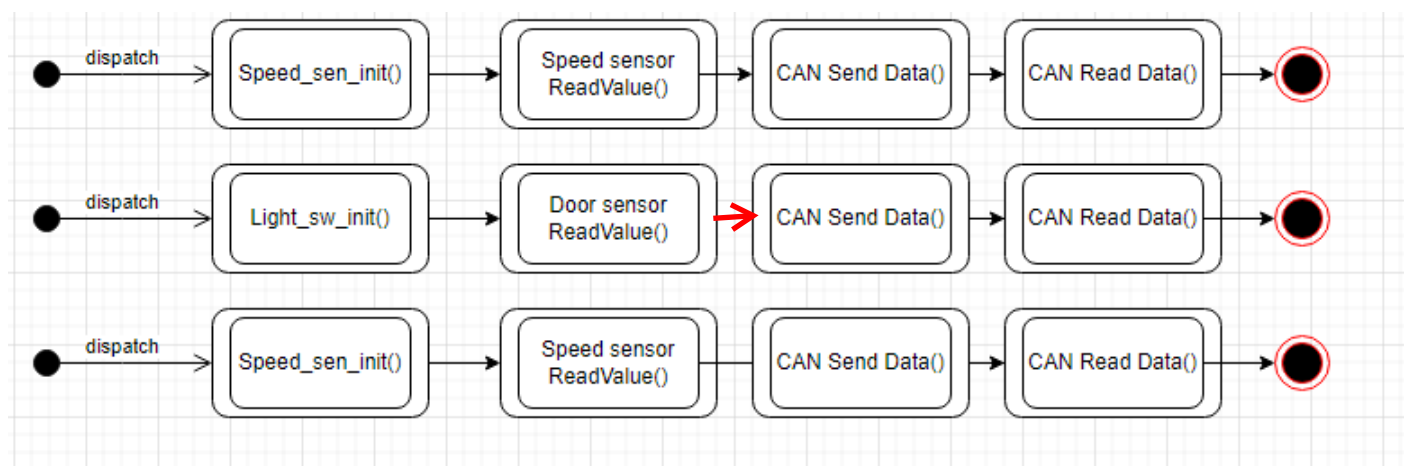 dispatch
Speed_sen_init()
Speed sensor
ReadValue()
CAN Send Data()
CAN Read Data()
dispatch
Light_sw_init()
Door sensor
ReadValue()
CAN Send Data()
CAN Read Data()
dispatch
Speed_sen_init()
Speed sensor
ReadValue()
CAN Send Data()
CAN Read Data()